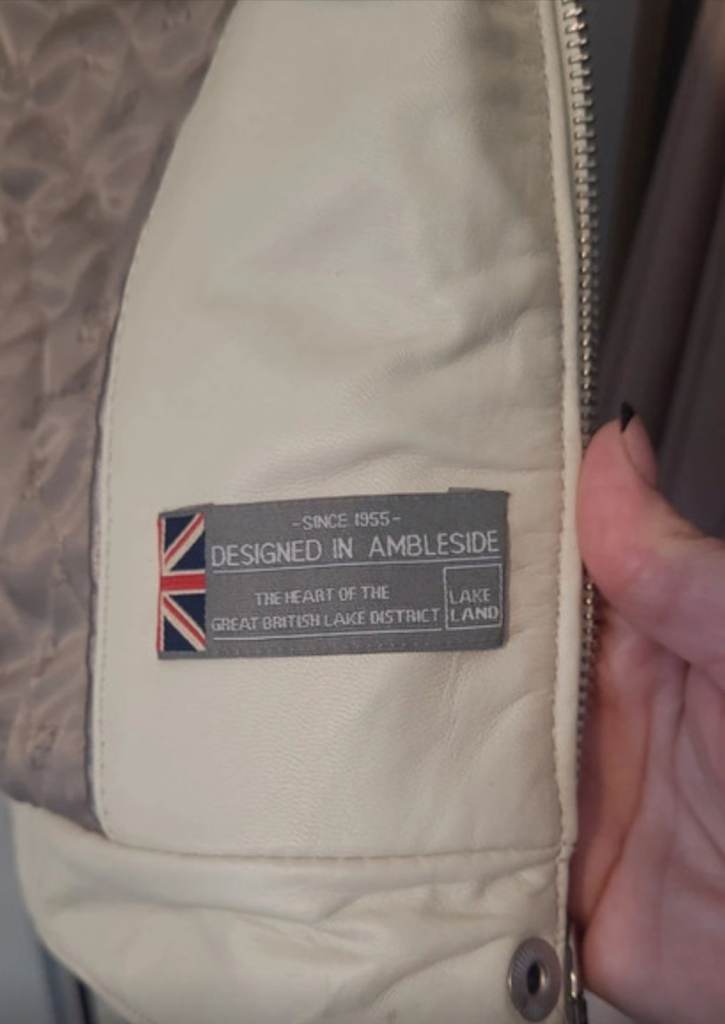 -SINCE 1955-
DESIGNED IN AMBLESIDE
THE HEART OF THE
GREAT BRITISH LAKE DISTRICT
LAKE
LAND